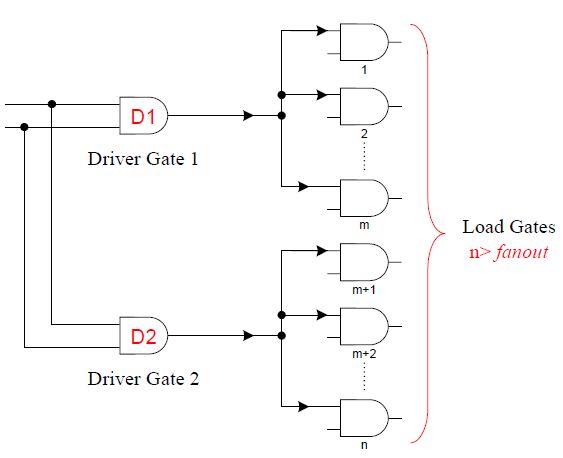 1
D1
2
Driver Gate 1
m
Load Gates
n> fanout
m+1
D2
m+2
Driver Gate 2
n